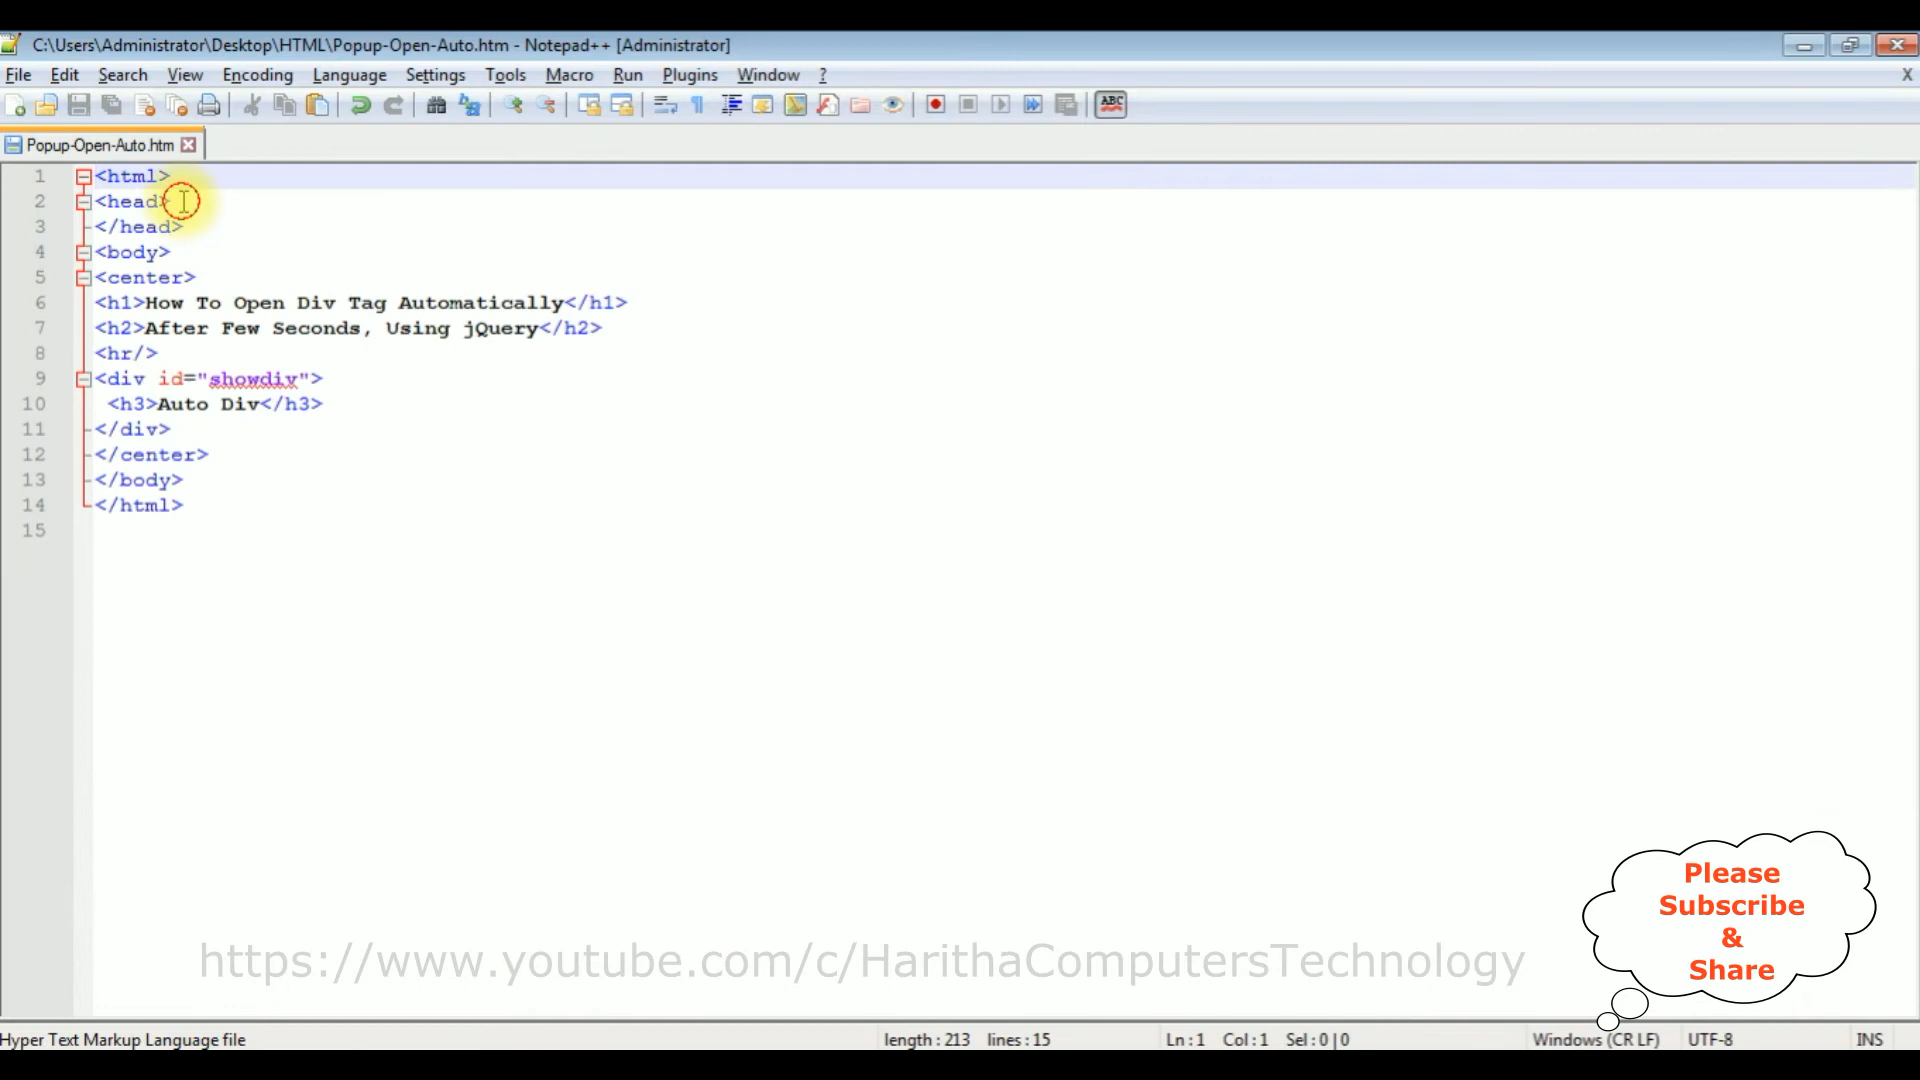 C:\Users\Administrator\Desktop\HTML\Popup-Open-Auto.htm - Notepad++ [Administrator]
File Edit Search View Encoding Language Settings Tools Macro Run Plugins Window ? X
ABC
Popup-Open-Auto.htm
1 <html>
2 <head>
3 </head>
4 <body>
5 <center>
6 <h1>How To Open Div Tag Automatically</h1>
7 <h2>After Few Seconds, Using jQuery</h2>
8 <hr/>
9 <div id="showdiv">
10 <h3>Auto Div</h3>
11 </div>
12 </center>
13 </body>
14 </html>
15
Please
Subscribe
&
Share
https://www.youtube.com/c/HarithaComputersTechnology
Hyper Text Markup Language file length : 213 lines : 15 Ln : 1 Col : 1 Sel : 0 | 0 Windows (CR LF) UTF-8 INS